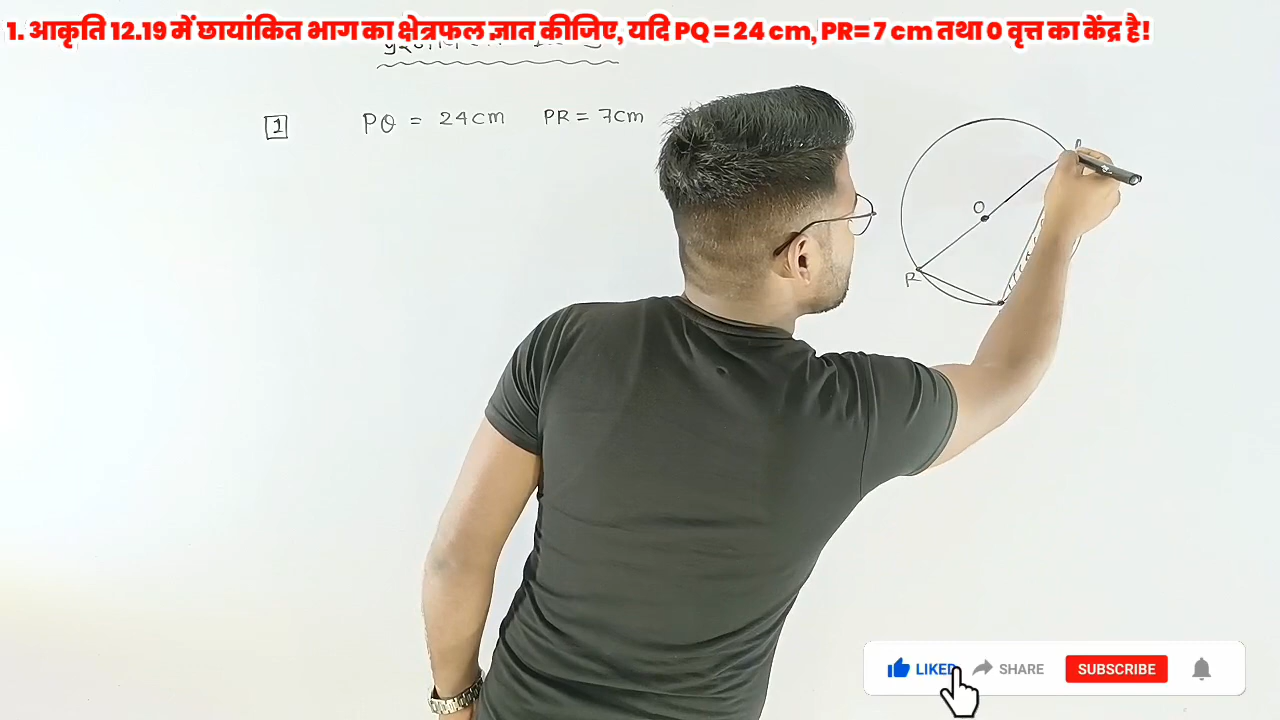 1. आकृति 12.19 में छायांकित भाग का क्षेत्रफल ज्ञात कीजिए, यदि PQ = 24 cm, PR= 7 cm तथा 0 वृत्त का केंद्र है!
1 PQ = 24cm PR = 7cm
O
R
LIKED SHARE SUBSCRIBE